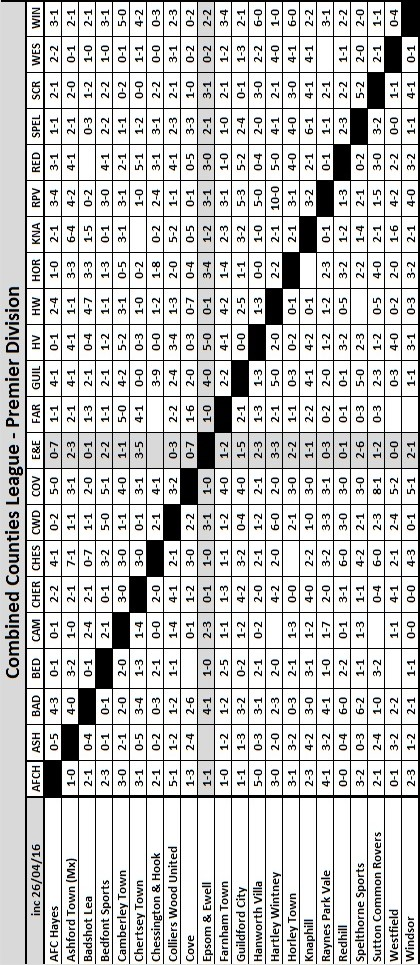 Combined Counties League - Premier Division
inc 26/04/16 AFCH ASH BAD BED CAM CHER CHES CWD COV E&E FAR GUIL HV HW HOR KNA RPV RED SPEL SCR WES WIN
AFC Hayes 0-5 4-3 0-1 0-1 2-2 4-1 0-2 5-0 0-7 1-1 4-1 0-1 2-4 1-0 2-1 3-4 3-1 1-1 2-1 2-2 3-1
Ashford Town (Mx) 1-0 4-0 3-2 1-0 2-1 7-1 1-1 3-1 2-3 2-1 4-1 4-1 1-1 3-3 6-4 4-2 4-1 2-1 2-0 0-1 2-1
Badshot Lea 2-1 0-4 0-1 2-4 2-1 0-7 1-1 2-0 0-1 1-3 2-1 0-4 4-7 1-3 1-5 0-2 0-3 1-2 1-0 2-1
Bedfont Sports 2-3 0-1 0-1 2-1 0-1 3-2 5-0 5-1 2-2 1-1 2-1 1-2 1-1 3-3 0-1 3-0 4-1 2-2 2-2 1-0 3-1
Camberley Town 3-0 2-1 2-0 2-0 3-0 3-0 1-1 4-0 1-1 5-0 4-2 5-2 3-1 0-5 3-1 3-1 2-1 1-1 0-2 0-1 5-0
Chertsey Town 3-1 0-5 3-4 1-3 1-4 3-0 0-1 3-1 3-5 4-1 0-0 0-3 1-0 0-2 1-0 5-1 1-2 0-0 1-1 4-2
Chessington & Hook 2-1 0-2 0-3 2-1 0-0 2-0 2-1 4-1 3-9 0-0 1-2 1-8 0-2 2-4 3-1 3-1 2-2 0-0 1-2
Colliers Wood United 5-1 1-2 1-2 1-1 1-4 4-1 2-1 3-2 0-3 2-2 2-4 3-4 1-3 2-0 5-2 1-1 4-1 2-3 2-1 3-1 2-3
Cove 1-3 2-4 2-6 0-1 1-2 3-0 2-2 0-7 1-6 2-0 0-3 0-7 0-4 0-5 0-1 0-5 3-3 1-0 0-2 0-2
Epsom & Ewell 1-1 4-1 1-0 2-3 0-1 1-0 3-1 1-0 1-0 4-0 5-0 0-1 3-4 1-2 3-1 3-0 2-1 3-1 0-2 2-2
Farnham Town 1-0 1-2 1-2 2-5 1-1 1-3 1-1 1-2 4-0 1-2 2-2 4-1 4-2 1-4 2-3 3-1 1-0 1-0 2-1 1-2 3-4
Guildford City 1-1 1-3 3-2 0-2 1-2 4-2 3-2 0-4 4-0 1-5 2-1 0-0 2-5 1-1 3-2 5-3 5-2 2-4 0-1 1-3 2-1
Hanworth Villa 5-0 0-3 3-1 2-1 0-2 2-0 2-1 1-2 2-1 2-3 1-3 1-3 1-3 0-0 1-0 5-0 0-4 2-0 3-0 2-2 6-0
Hartley Wintney 3-0 2-0 2-3 2-0 4-2 2-0 6-0 2-0 3-3 2-1 5-0 2-0 2-2 2-1 10-0 5-0 4-1 2-1 4-0 1-0
Horley Town 3-1 3-2 0-3 2-1 1-3 0-0 2-1 3-0 2-2 1-1 0-3 0-2 2-0 2-1 3-1 4-0 4-0 3-0 4-1 6-0
Knaphill 2-3 4-2 3-0 3-1 1-2 4-0 2-2 1-0 3-0 1-1 2-2 4-1 4-2 0-1 3-2 2-1 6-1 4-1 4-1 2-2
Raynes Park Vale 4-1 0-3 4-1 1-0 1-7 2-0 3-2 3-3 3-1 0-3 0-2 2-0 1-2 1-2 2-3 0-1 0-1 1-1 2-1 3-1
Redhill 0-0 0-4 6-0 2-2 0-1 3-1 6-0 3-0 3-0 0-1 0-1 0-1 3-2 0-5 3-2 1-2 1-3 2-3 2-2 1-1 2-2
Spelthorne Sports 3-2 0-3 6-2 1-1 1-3 1-1 4-2 2-1 3-0 2-6 0-3 5-0 2-3 2-2 1-4 2-1 0-2 5-2 2-0 2-0
Sutton Common Rovers 2-1 2-4 1-0 3-2 0-4 6-0 2-3 8-1 1-2 0-3 2-3 1-2 0-5 4-0 2-1 1-5 3-0 3-2 0-1 1-1
Westfield 0-1 3-2 2-2 1-1 4-1 2-1 2-4 5-2 0-0 0-3 4-0 0-2 2-0 1-6 4-2 2-2 0-0 1-1 0-4
Windsor 2-3 1-2 2-1 1-1 0-0 0-0 4-1 0-1 1-1 2-1 1-1 3-1 0-1 3-2 2-1 4-0 3-2 1-1 4-1 0-1